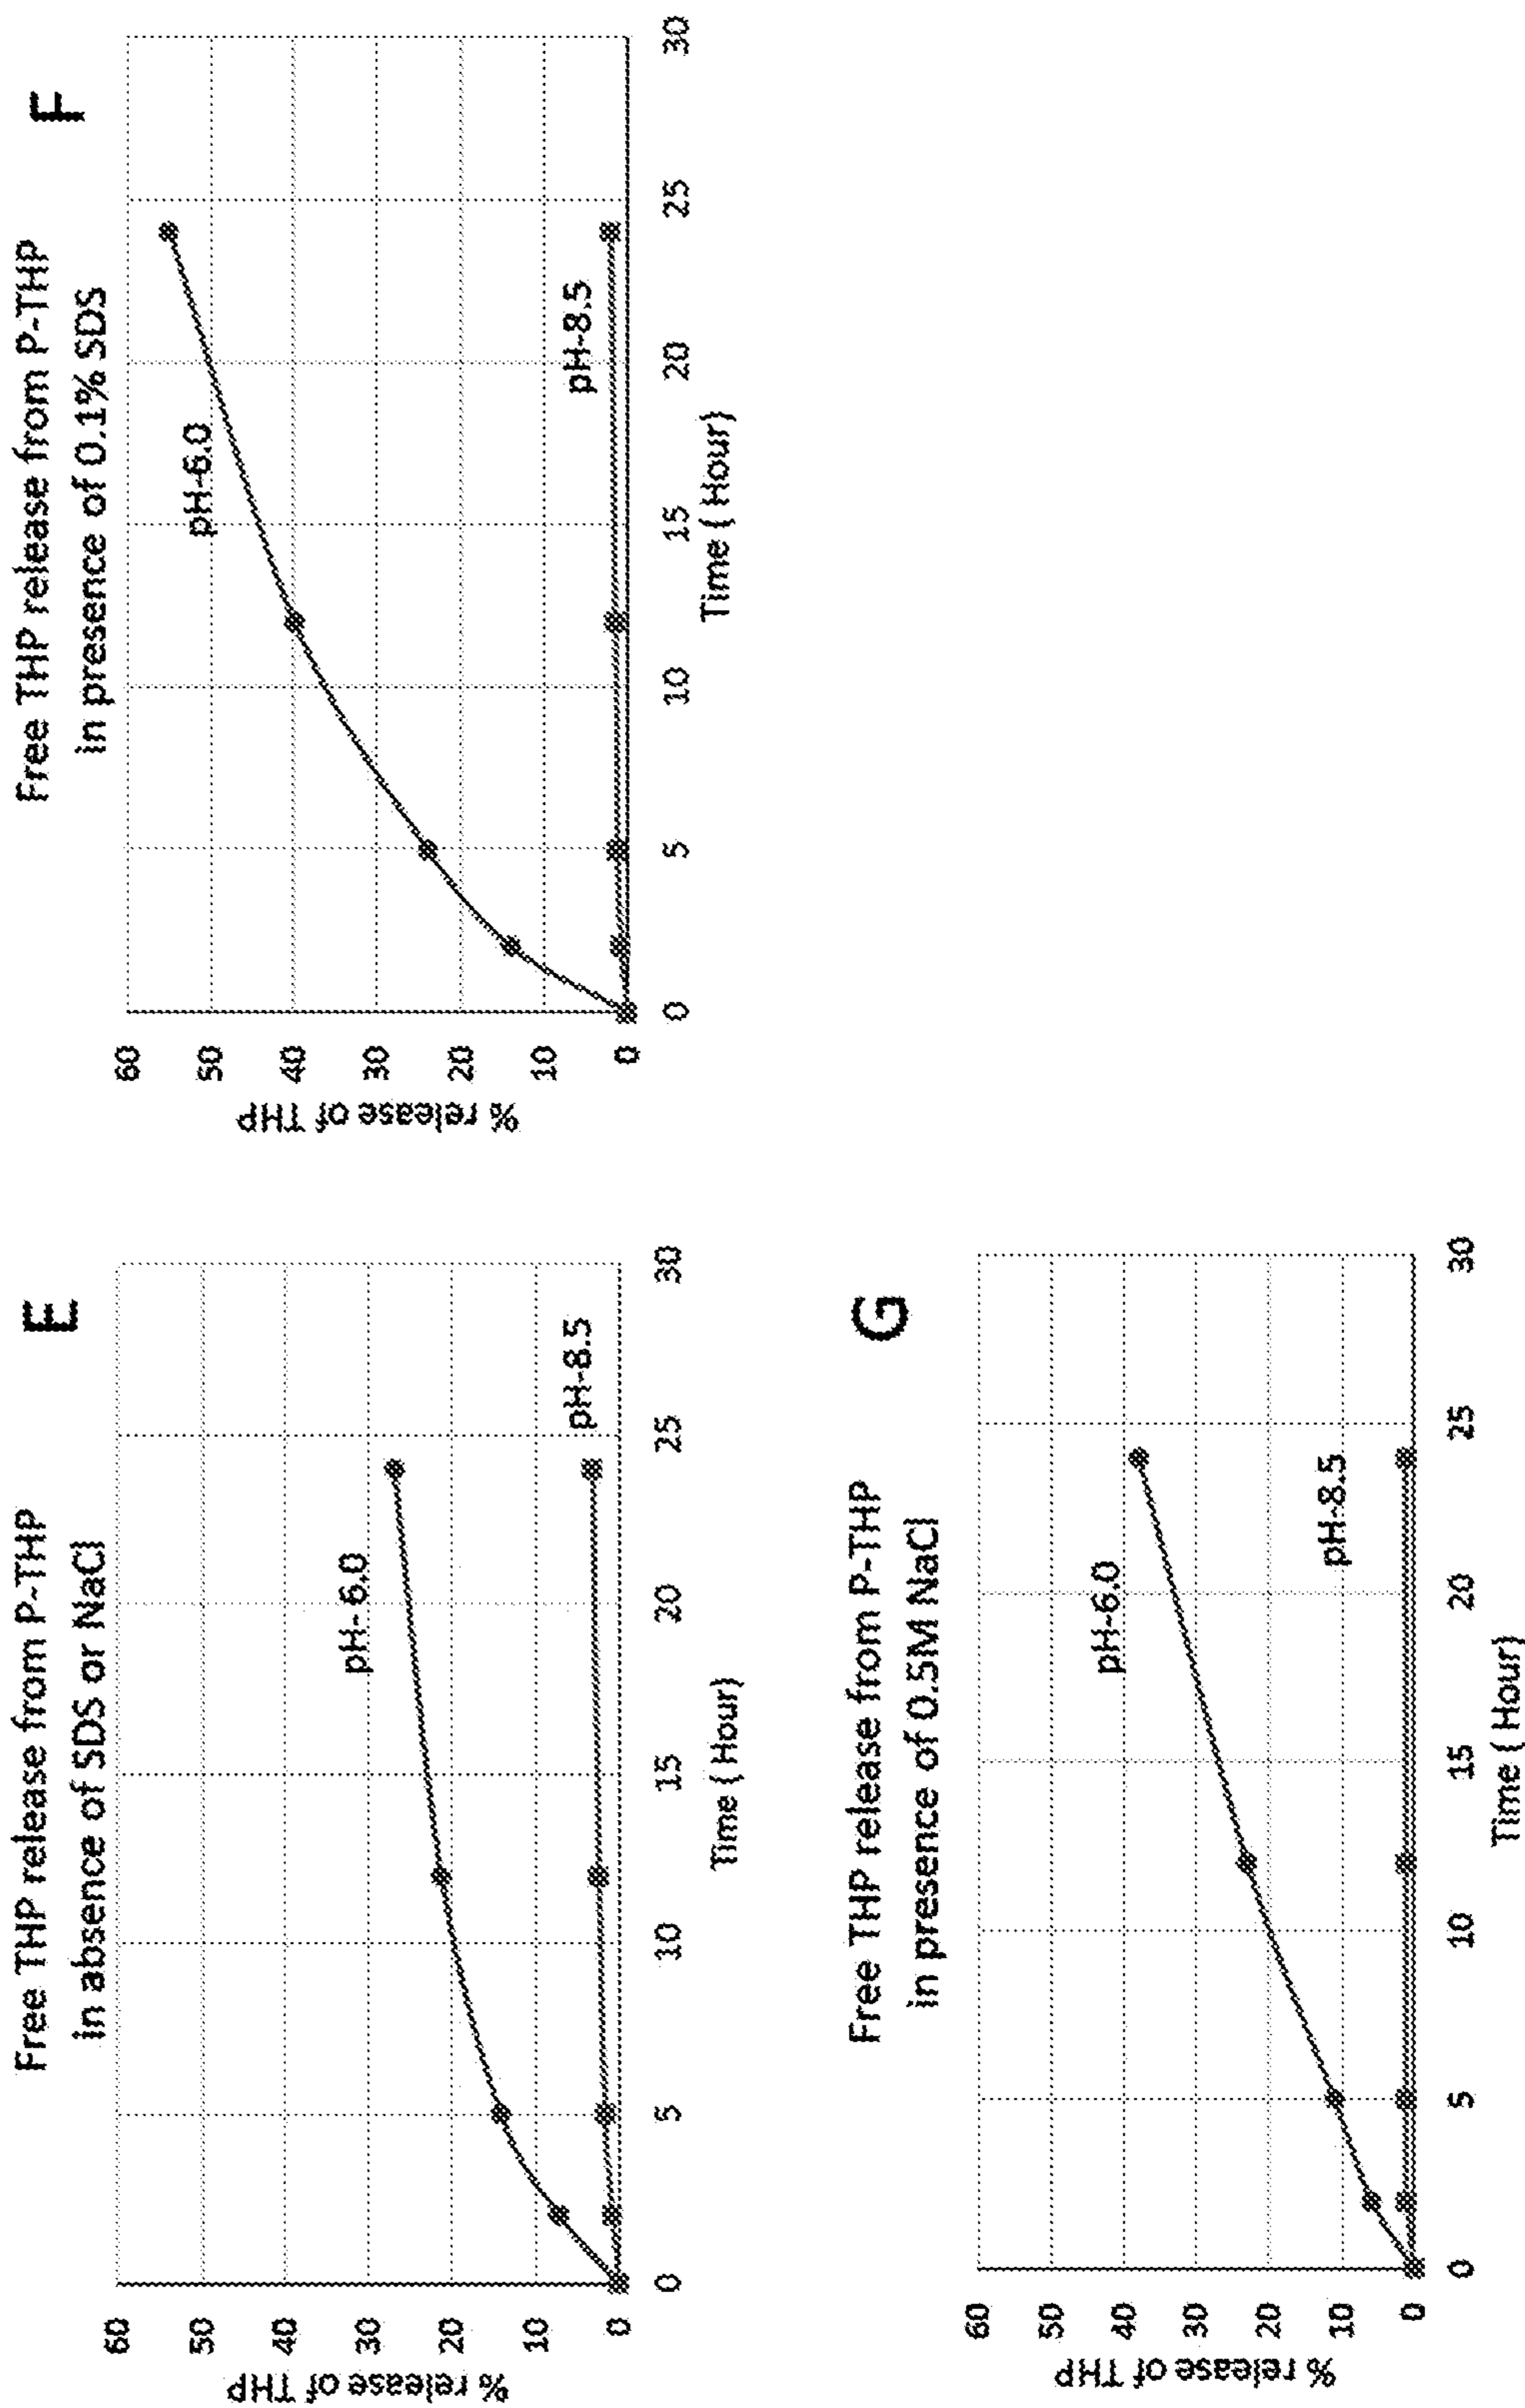 Free THP release from P-THP
in absence of SDS or NaCl
E
% release of THP
60
50
40
30
20
10
0
pH- 6.0
pH-8.5
0 5 10 15 20 25 30
Time ( Hour)
Free THP release from P-THP
in presence of 0.1% SDS
F
% release of THP
60
50
40
30
20
10
0
pH-6.0
pH-8.5
0 5 10 15 20 25 30
Time ( Hour)
Free THP release from P-THP
in presence of 0.5M NaCl
G
% release of THP
60
50
40
30
20
10
0
pH-6.0
pH-8.5
0 5 10 15 20 25 30
Time ( Hour)